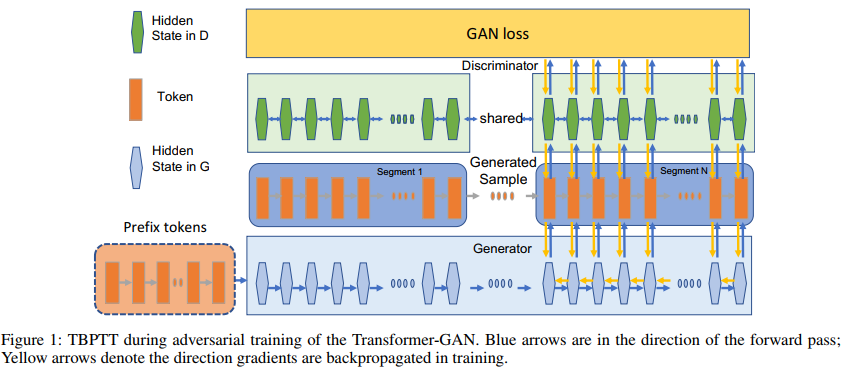 Hidden
State in D
GAN loss
Discriminator
Token
shared
Hidden
State in G
Generated
Sample
Segment 1
Segment N
Prefix tokens
Generator
Figure 1: TBPTT during adversarial training of the Transformer-GAN. Blue arrows are in the direction of the forward pass;
Yellow arrows denote the direction gradients are backpropagated in training.